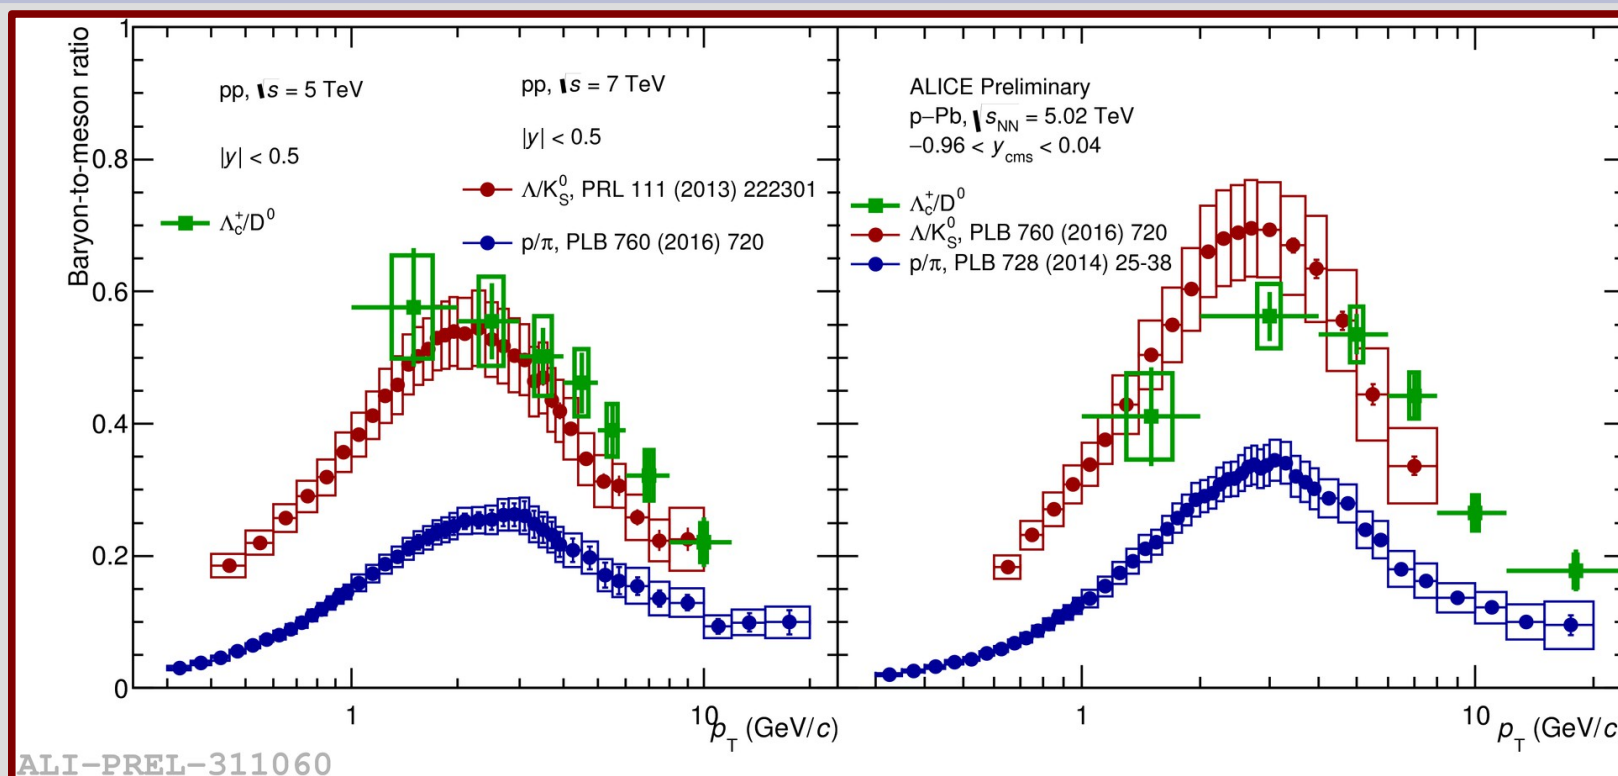 Baryon-to-meson ratio
1
0.8
0.6
0.4
0.2
0
pp, √s = 5 TeV
|y| < 0.5
Λc+/D0
pp, √s = 7 TeV
|y| < 0.5
Λ/K0S, PRL 111 (2013) 222301
p/π, PLB 760 (2016) 720
1
10
pT (GeV/c)
ALICE Preliminary
p−Pb, √sNN = 5.02 TeV
−0.96 < ycms < 0.04
Λc+/D0
Λ/K0S, PLB 760 (2016) 720
p/π, PLB 728 (2014) 25-38
1
10
pT (GeV/c
ALI−PREL−311060